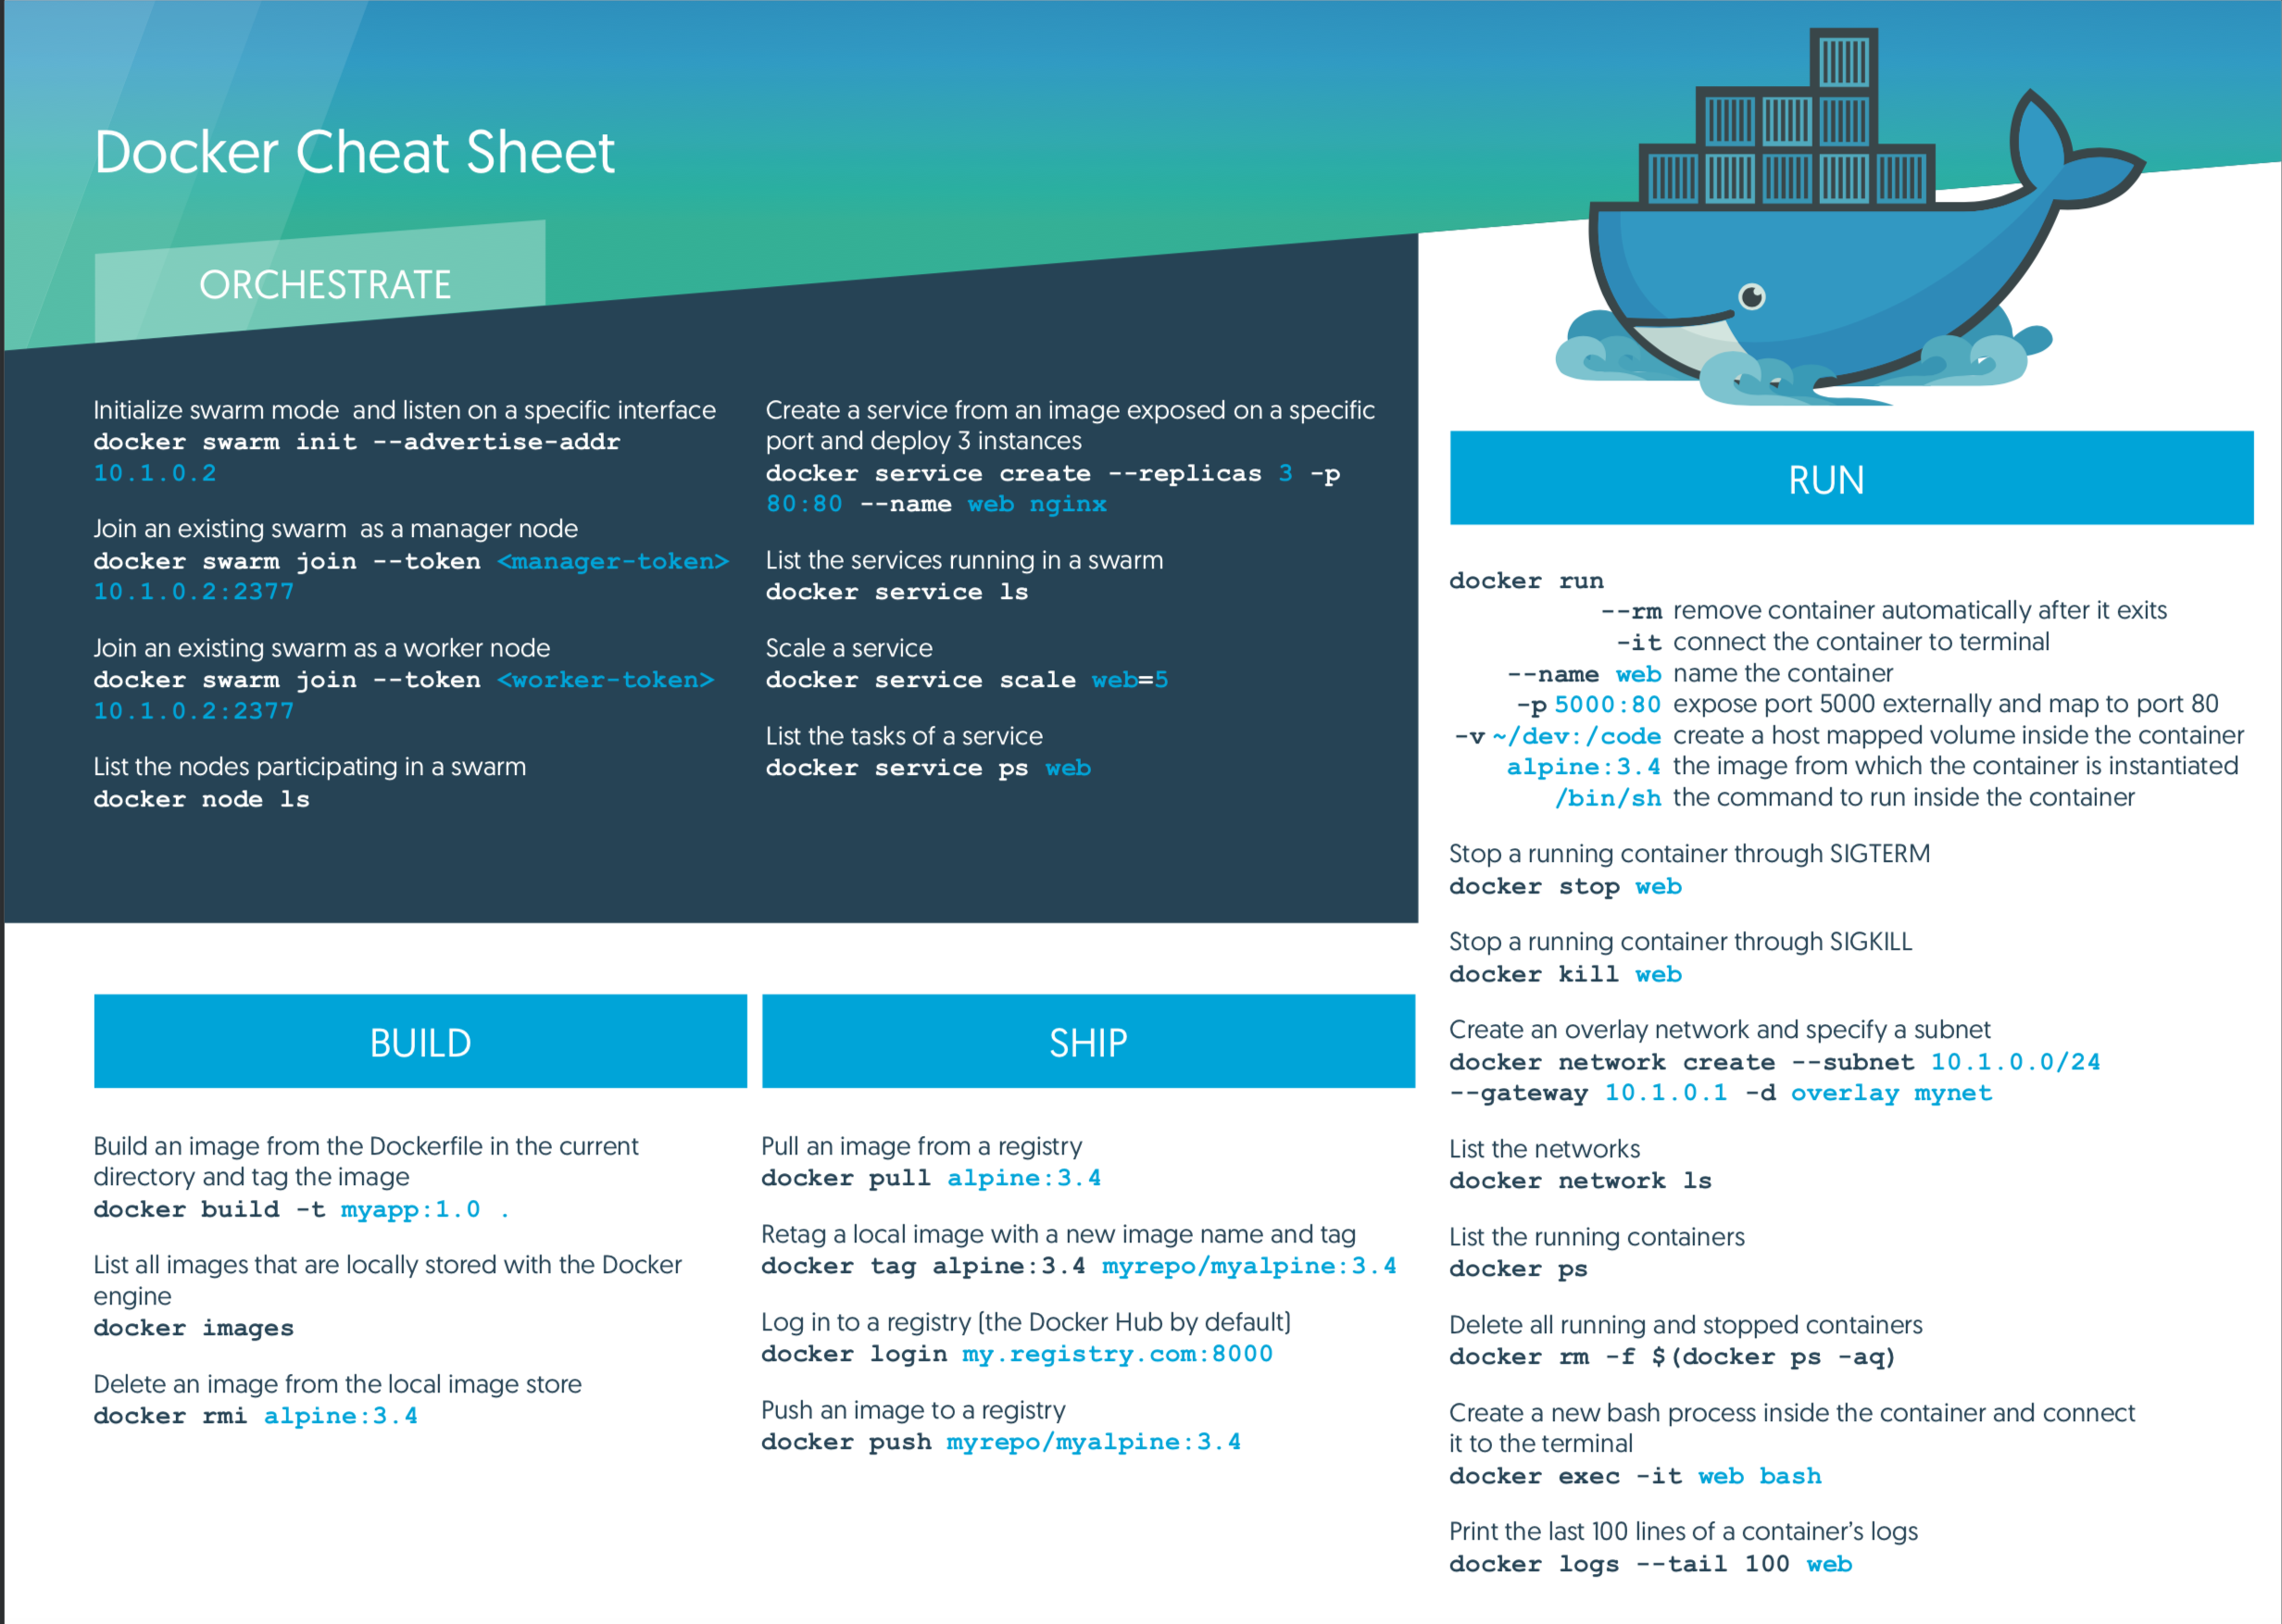 Docker Cheat Sheet
ORCHESTRATE
Initialize swarm mode and listen on a specific interface
docker swarm init --advertise-addr
10.1.0.2
Join an existing swarm as a manager node
docker swarm join --token <manager-token>
10.1.0.2:2377
Join an existing swarm as a worker node
docker swarm join --token <worker-token>
10.1.0.2:2377
List the nodes participating in a swarm
docker node ls
Create a service from an image exposed on a specific
port and deploy 3 instances
docker service create --replicas 3 -p
80:80 --name web nginx
List the services running in a swarm
docker service ls
Scale a service
docker service scale web=5
List the tasks of a service
docker service ps web
BUILD
Build an image from the Dockerfile in the current
directory and tag the image
docker build -t myapp:1.0 .
List all images that are locally stored with the Docker
engine
docker images
Delete an image from the local image store
docker rmi alpine:3.4
SHIP
Pull an image from a registry
docker pull alpine:3.4
Retag a local image with a new image name and tag
docker tag alpine:3.4 myrepo/myalpine:3.4
Log in to a registry (the Docker Hub by default)
docker login my.registry.com:8000
Push an image to a registry
docker push myrepo/myalpine:3.4
RUN
docker run
--rm remove container automatically after it exits
-it connect the container to terminal
--name web name the container
-p 5000:80 expose port 5000 externally and map to port 80
-v ~/dev:/code create a host mapped volume inside the container
alpine:3.4 the image from which the container is instantiated
/bin/sh the command to run inside the container
Stop a running container through SIGTERM
docker stop web
Stop a running container through SIGKILL
docker kill web
Create an overlay network and specify a subnet
docker network create --subnet 10.1.0.0/24
--gateway 10.1.0.1 -d overlay mynet
List the networks
docker network ls
List the running containers
docker ps
Delete all running and stopped containers
docker rm -f $(docker ps -aq)
Create a new bash process inside the container and connect
it to the terminal
docker exec -it web bash
Print the last 100 lines of a container's logs
docker logs --tail 100 web